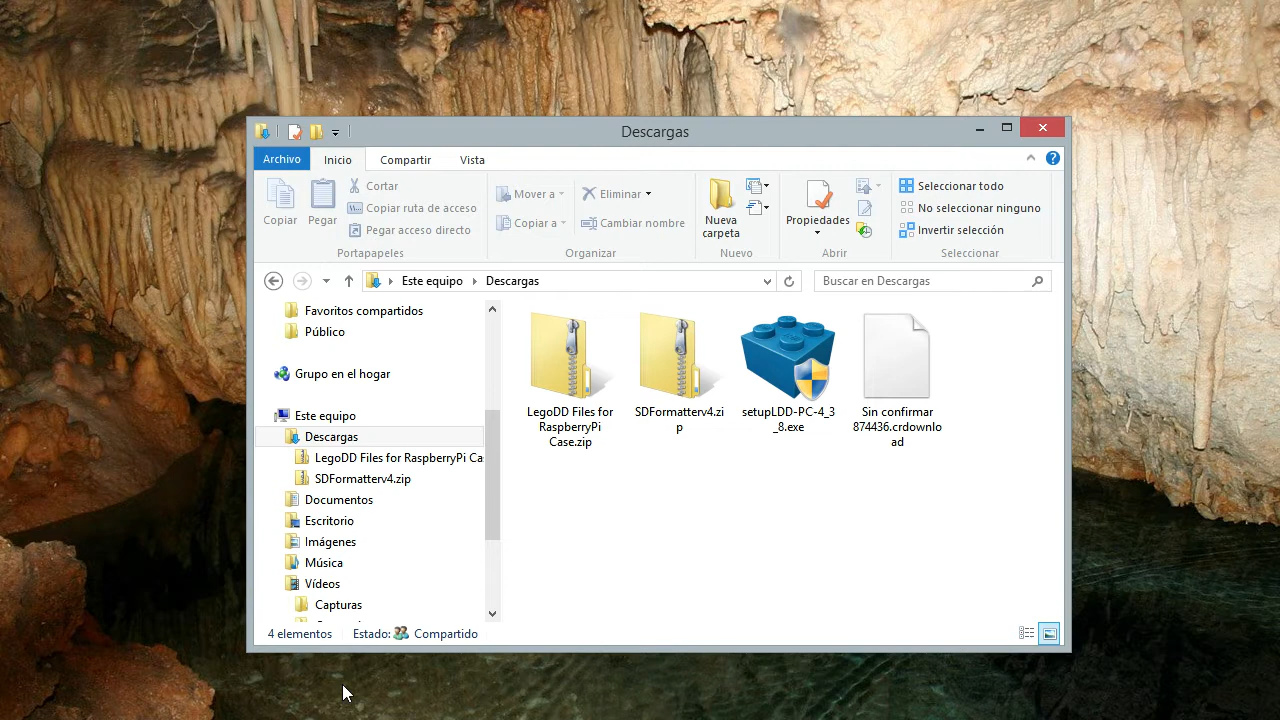 Descargas
Archivo
Inicio
Compartir
Vista
Copiar
Pegar
Cortar
Copiar ruta de acceso
Pegar acceso directo
Portapapeles
Mover a
Copiar a
Eliminar
Cambiar nombre
Organizar
Nueva
carpeta
Nuevo
Propiedades
Abrir
Seleccionar todo
No seleccionar ninguno
Invertir selección
Seleccionar
Este equipo
Descargas
Buscar en Descargas
Favoritos compartidos
Público
Grupo en el hogar
Este equipo
Descargas
LegoDD Files for RaspberryPi Ca
SDFormatterv4.zip
Documentos
Escritorio
Imágenes
Música
Vídeos
Capturas
LegoDD Files for
RaspberryPi
Case.zip
SDFormatterv4.zi
p
setupLDD-PC-4_3
_8.exe
Sin confirmar
874436.crdownlo
ad
4 elementos
Estado:
Compartido